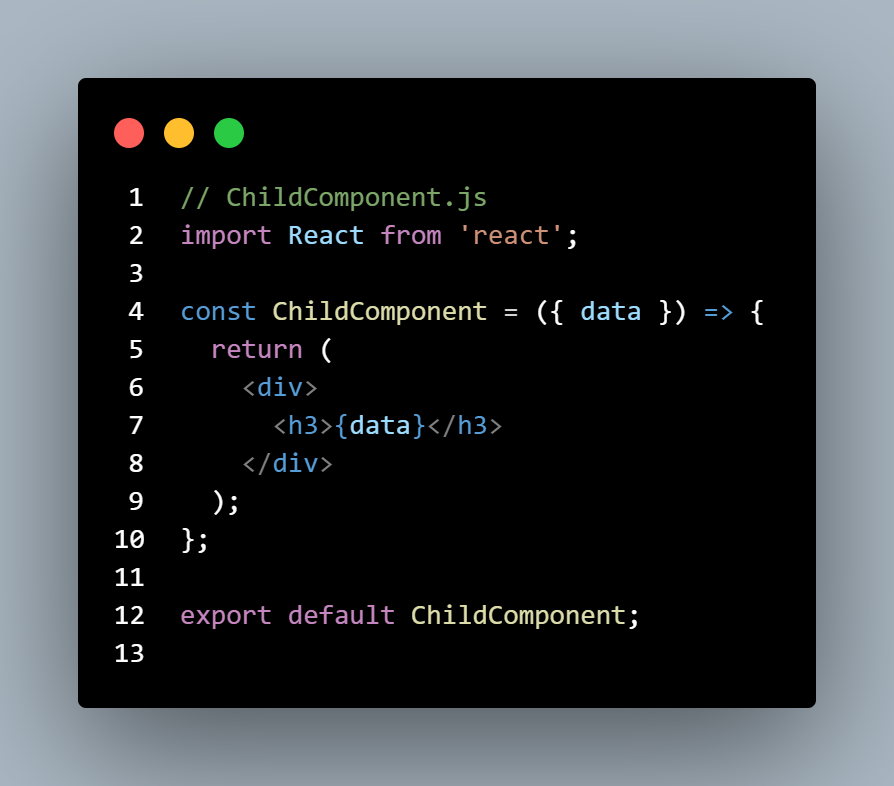 1 // ChildComponent.js
2 import React from 'react';
3
4 const ChildComponent = ({ data }) => {
5   return (
6     <div>
7       <h3>{data}</h3>
8     </div>
9   );
10 };
11
12 export default ChildComponent;
13